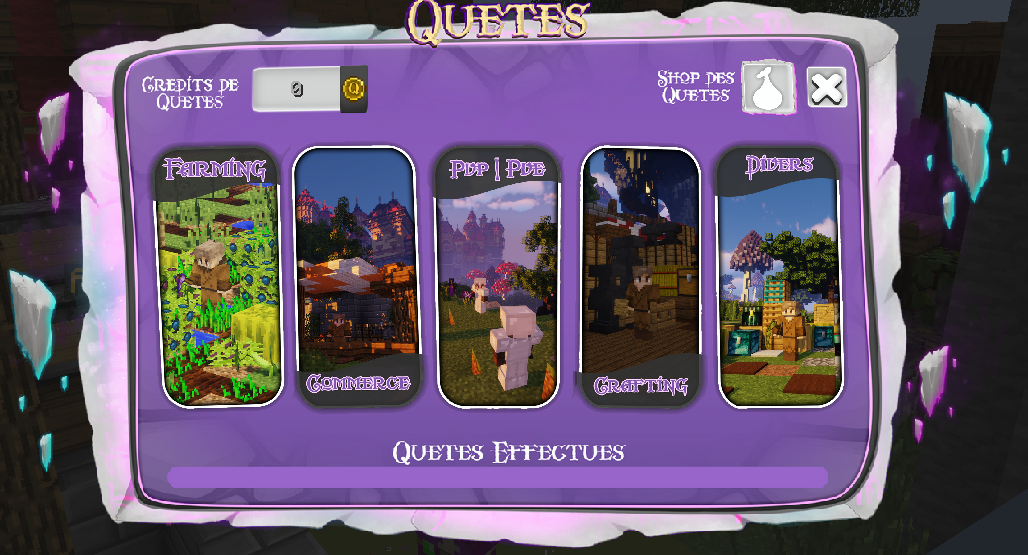 Quetes
Credits de
Quetes
0
Q
Shop des
Quetes
Farming
Commerce
PvP | PvE
Crafting
Divers
Quetes Effectues